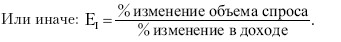 Или иначе: E_I = % изменение объема спроса / % изменение в доходе.